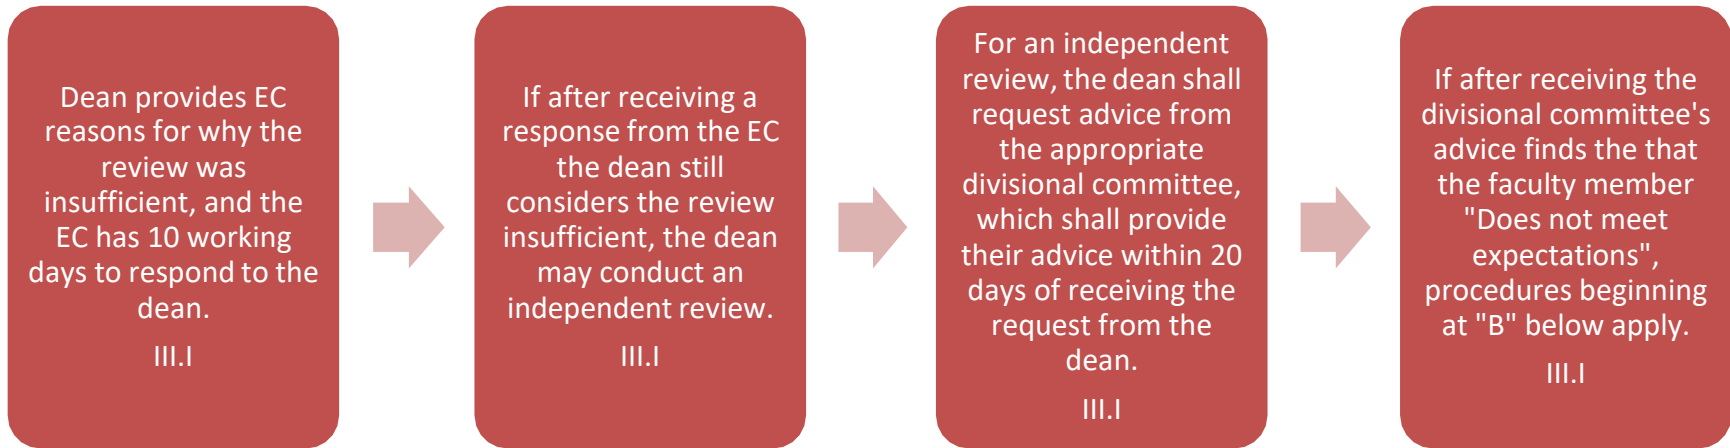 Dean provides EC
reasons for why the
review was
insufficient, and the
EC has 10 working
days to respond to the
dean.
III.I
If after receiving a
response from the EC
the dean still
considers the review
insufficient, the dean
may conduct an
independent review.
III.I
For an independent
review, the dean shall
request advice from
the appropriate
divisional committee,
which shall provide
their advice within 20
days of receiving the
request from the
dean.
III.I
If after receiving the
divisional committee's
advice finds the that
the faculty member
"Does not meet
expectations",
procedures beginning
at "B" below apply.
III.I